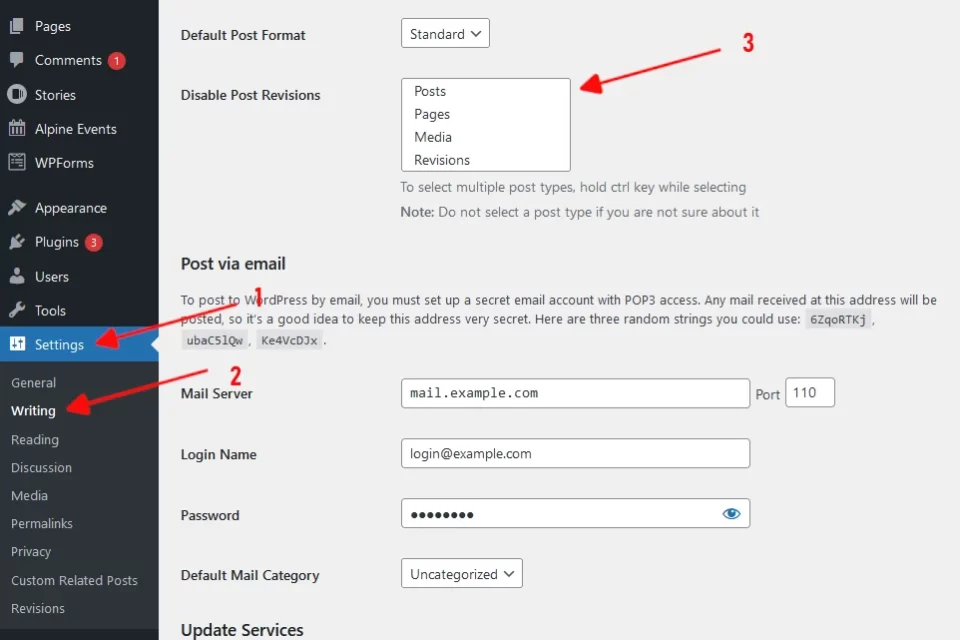 Pages
Comments 1
Stories
Alpine Events
WPForms
Appearance
Plugins 3
Users
Tools
Settings
General
Writing
Reading
Discussion
Media
Permalinks
Privacy
Custom Related Posts
Revisions
Default Post Format
Standard
3
Disable Post Revisions
Posts
Pages
Media
Revisions
To select multiple post types, hold ctrl key while selecting
Note: Do not select a post type if you are not sure about it
Post via email
1
To post to WordPress by email, you must set up a secret email account with POP3 access. Any mail received at this address will be
posted, so it's a good idea to keep this address very secret. Here are three random strings you could use: 6ZqoRTKj ,
ubaC5lQw , Ke4VcDJx .
2
Mail Server
mail.example.com
Port 110
Login Name
login@example.com
Password
••••••••
Default Mail Category
Uncategorized
Update Services